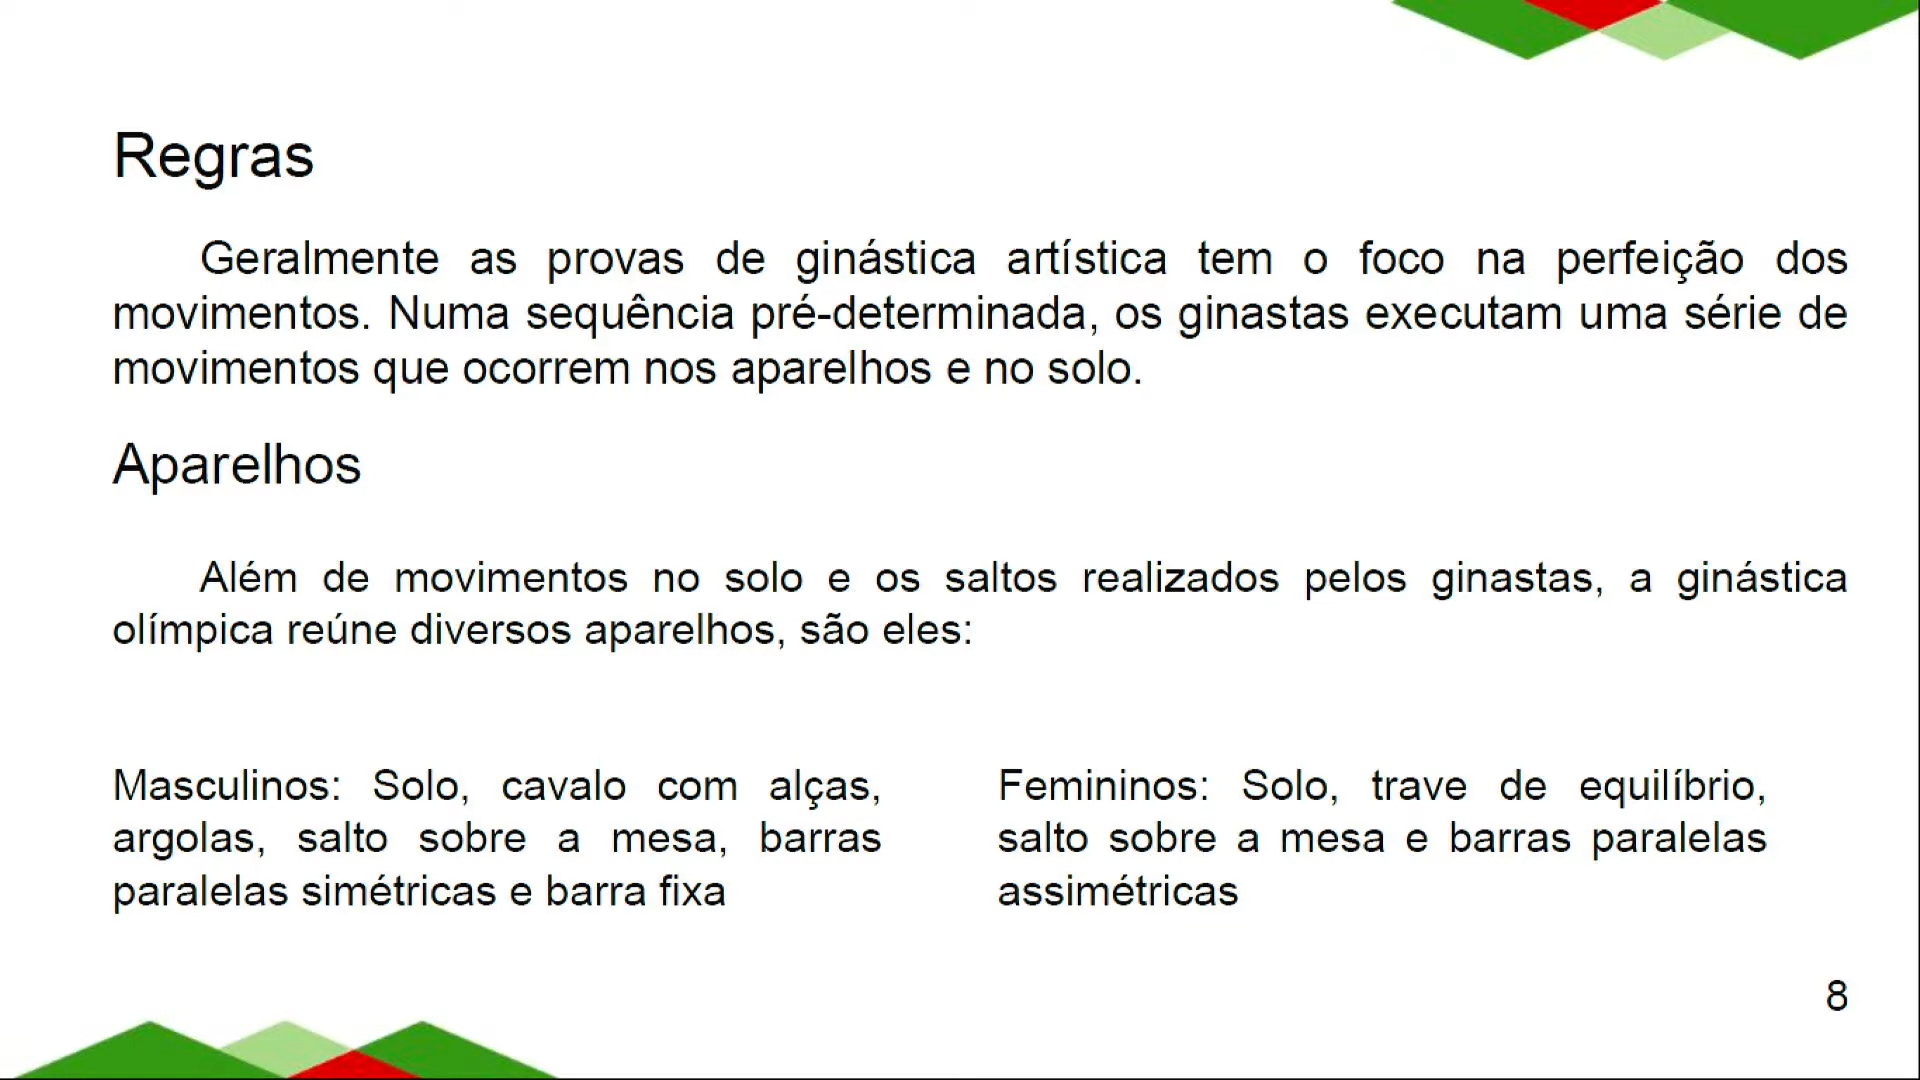 Regras
Geralmente as provas de ginástica artística tem o foco na perfeição dos
movimentos. Numa sequência pré-determinada, os ginastas executam uma série de
movimentos que ocorrem nos aparelhos e no solo.
Aparelhos
Além de movimentos no solo e os saltos realizados pelos ginastas, a ginástica
olímpica reúne diversos aparelhos, são eles:
Masculinos: Solo, cavalo com alças,
argolas, salto sobre a mesa, barras
paralelas simétricas e barra fixa
Femininos: Solo, trave de equilíbrio,
salto sobre a mesa e barras paralelas
assimétricas
8